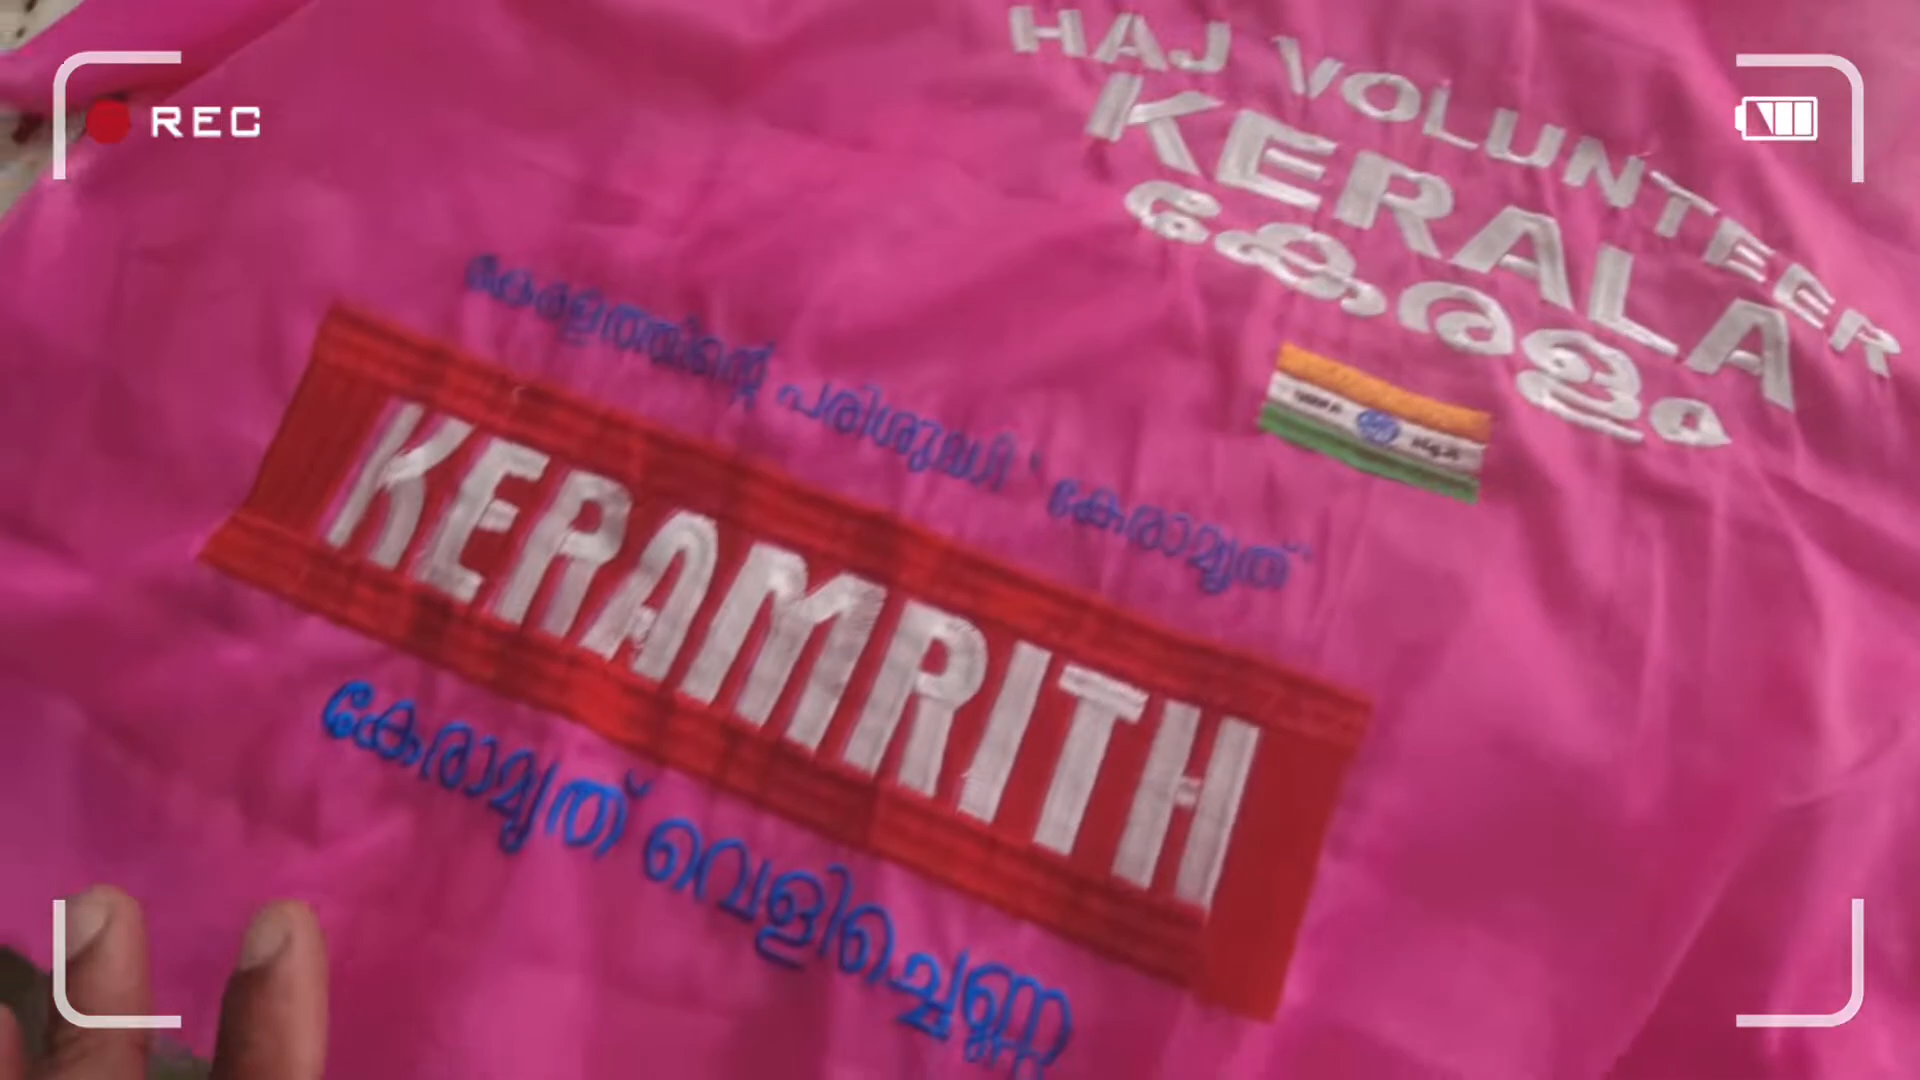 REC
HAJ VOLUNTEER
KERALA
കേരളം
കേരളത്തിന്റെ പരിശുദ്ധി 'കേരാമൃത്'
KERAMRITH
കേരാമൃത് വെളിച്ചെണ്ണ